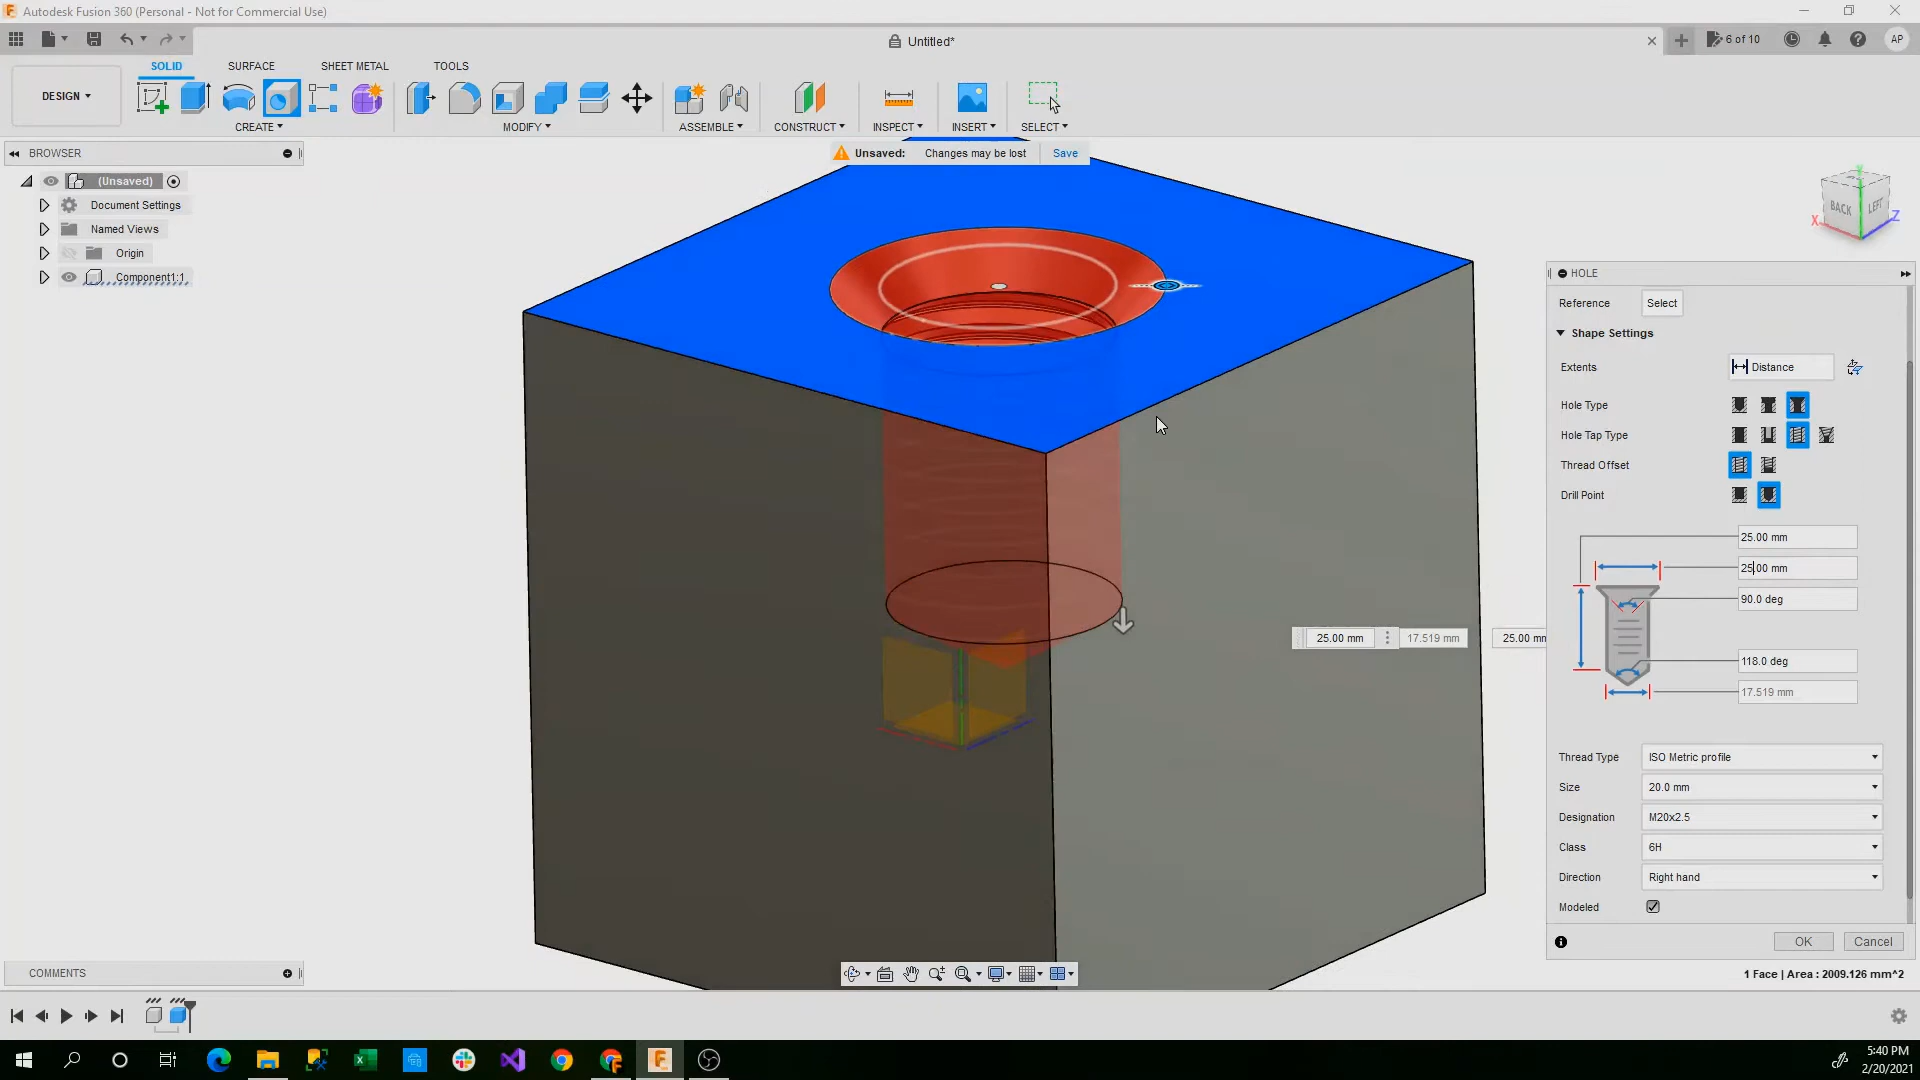 Autodesk Fusion 360 (Personal - Not for Commercial Use)
Untitled*
6 of 10
AP
DESIGN
SOLID
SURFACE
SHEET METAL
TOOLS
CREATE
MODIFY
ASSEMBLE
CONSTRUCT
INSPECT
INSERT
SELECT
BROWSER
Unsaved: Changes may be lost Save
(Unsaved)
Document Settings
Named Views
Origin
Component1:1
Y
X
Z
BACK
LEFT
HOLE
Reference Select
Shape Settings
Extents Distance
Hole Type
Hole Tap Type
Thread Offset
Drill Point
25.00 mm
25.00 mm
90.0 deg
118.0 deg
17.519 mm
25.00 mm 17.519 mm 25.00 mm
Thread Type ISO Metric profile
Size 20.0 mm
Designation M20x2.5
Class 6H
Direction Right hand
Modeled
OK Cancel
COMMENTS
1 Face | Area : 2009.126 mm^2
5:40 PM
2/20/2021